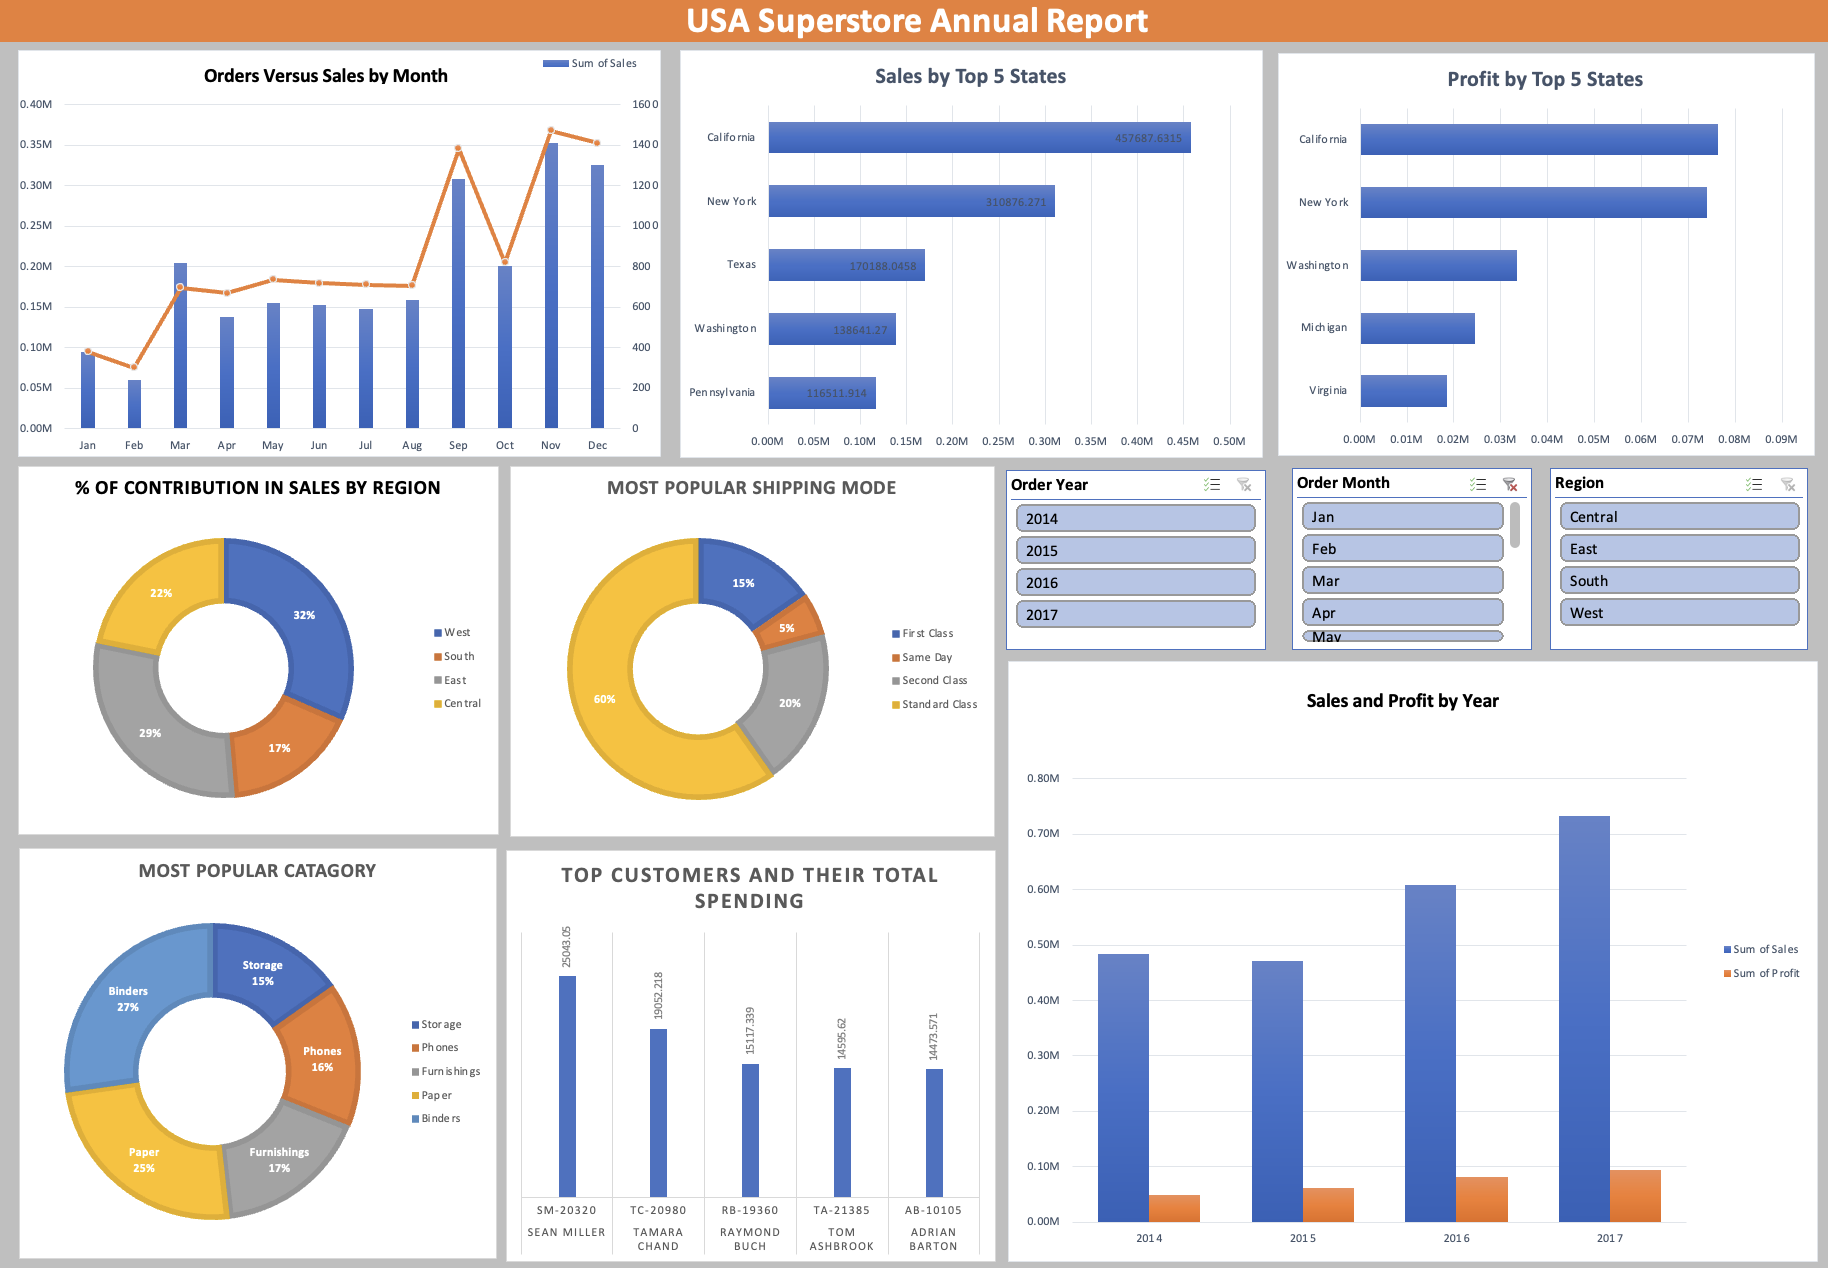 USA Superstore Annual Report
Orders Versus Sales by Month
Sum of Sales
0.40M
0.35M
0.30M
0.25M
0.20M
0.15M
0.10M
0.05M
0.00M
1600
1400
1200
1000
800
600
400
200
0
Jan Feb Mar Apr May Jun Jul Aug Sep Oct Nov Dec
Sales by Top 5 States
California 457687.6315
New York 310876.271
Texas 170188.0458
Washington 138641.27
Pennsylvania 116511.914
0.00M 0.05M 0.10M 0.15M 0.20M 0.25M 0.30M 0.35M 0.40M 0.45M 0.50M
Profit by Top 5 States
California
New York
Washington
Michigan
Virginia
0.00M 0.01M 0.02M 0.03M 0.04M 0.05M 0.06M 0.07M 0.08M 0.09M
% OF CONTRIBUTION IN SALES BY REGION
32%
17%
29%
22%
West
South
East
Central
MOST POPULAR SHIPPING MODE
15%
5%
20%
60%
First Class
Same Day
Second Class
Standard Class
Order Year
2014
2015
2016
2017
Order Month
Jan
Feb
Mar
Apr
May
Region
Central
East
South
West
MOST POPULAR CATAGORY
Storage
15%
Phones
16%
Furnishings
17%
Paper
25%
Binders
27%
Storage
Phones
Furnishings
Paper
Binders
TOP CUSTOMERS AND THEIR TOTAL
SPENDING
25043.05
19052.218
15117.339
14595.62
14473.571
SM-20320 TC-20980 RB-19360 TA-21385 AB-10105
SEAN MILLER TAMARA RAYMOND TOM ADRIAN
CHAND BUCH ASHBROOK BARTON
Sales and Profit by Year
0.80M
0.70M
0.60M
0.50M
0.40M
0.30M
0.20M
0.10M
0.00M
2014 2015 2016 2017
Sum of Sales
Sum of Profit